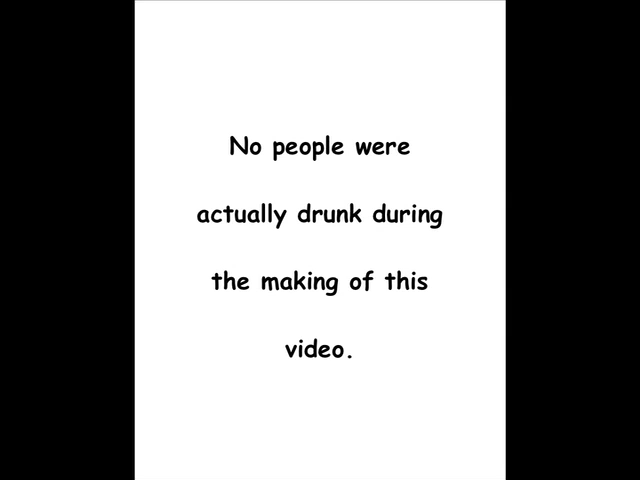 No people were
actually drunk during
the making of this
video.